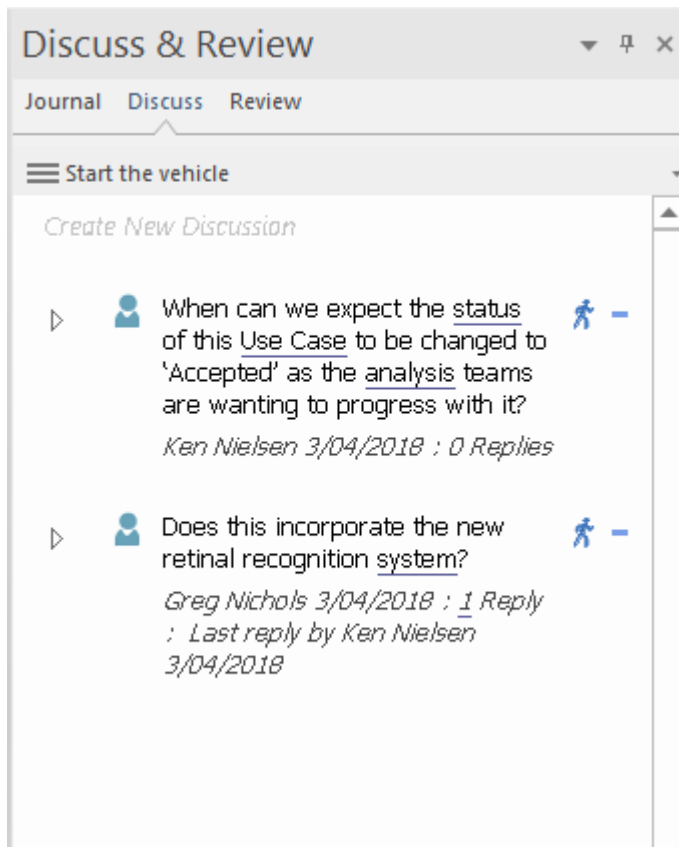 Discuss & Review
Journal Discuss Review
Start the vehicle
Create New Discussion
When can we expect the status
of this Use Case to be changed to
'Accepted' as the analysis teams
are wanting to progress with it?
Ken Nielsen 3/04/2018 : 0 Replies
Does this incorporate the new
retinal recognition system?
Greg Nichols 3/04/2018 : 1 Reply
: Last reply by Ken Nielsen
3/04/2018